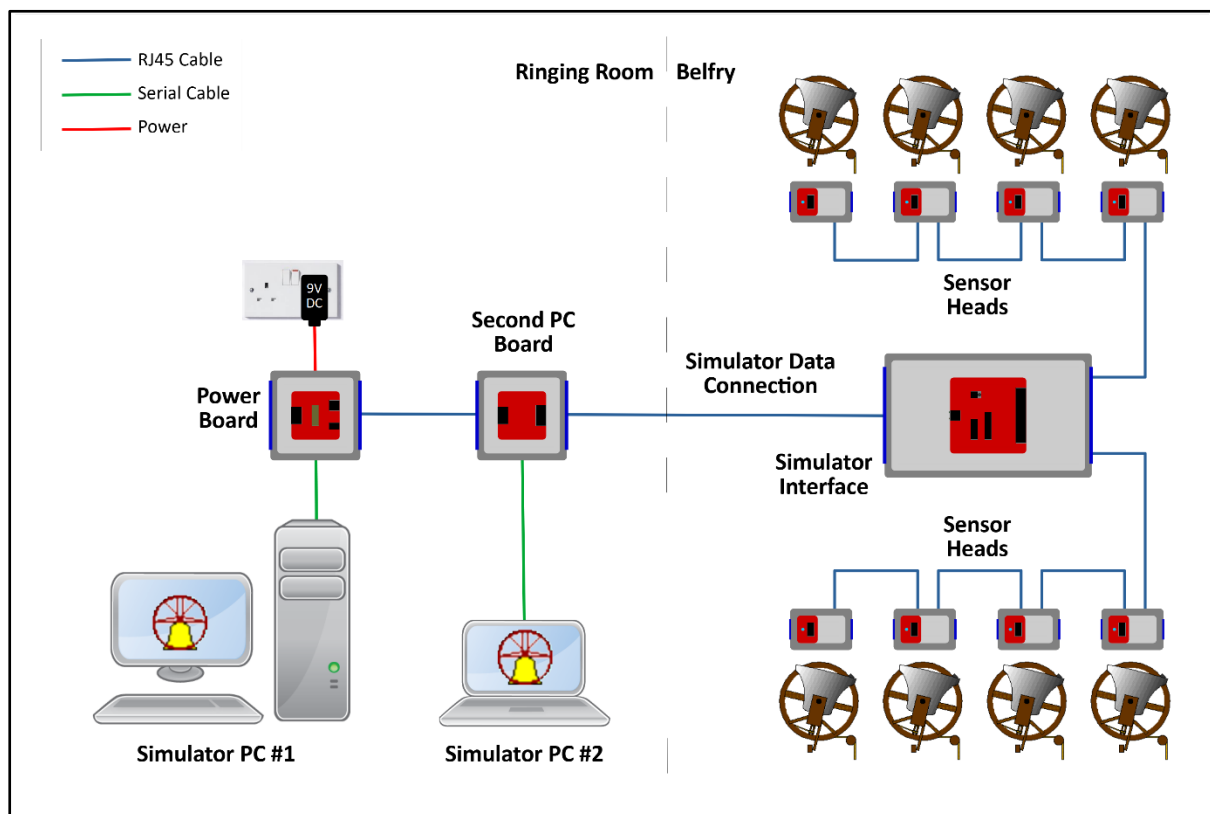 RJ45 Cable
Serial Cable
Power
Ringing Room
Belfry
Sensor
Heads
9V
DC
Second PC
Board
Power
Board
Simulator Data
Connection
Simulator
Interface
Sensor
Heads
Simulator PC #1
Simulator PC #2